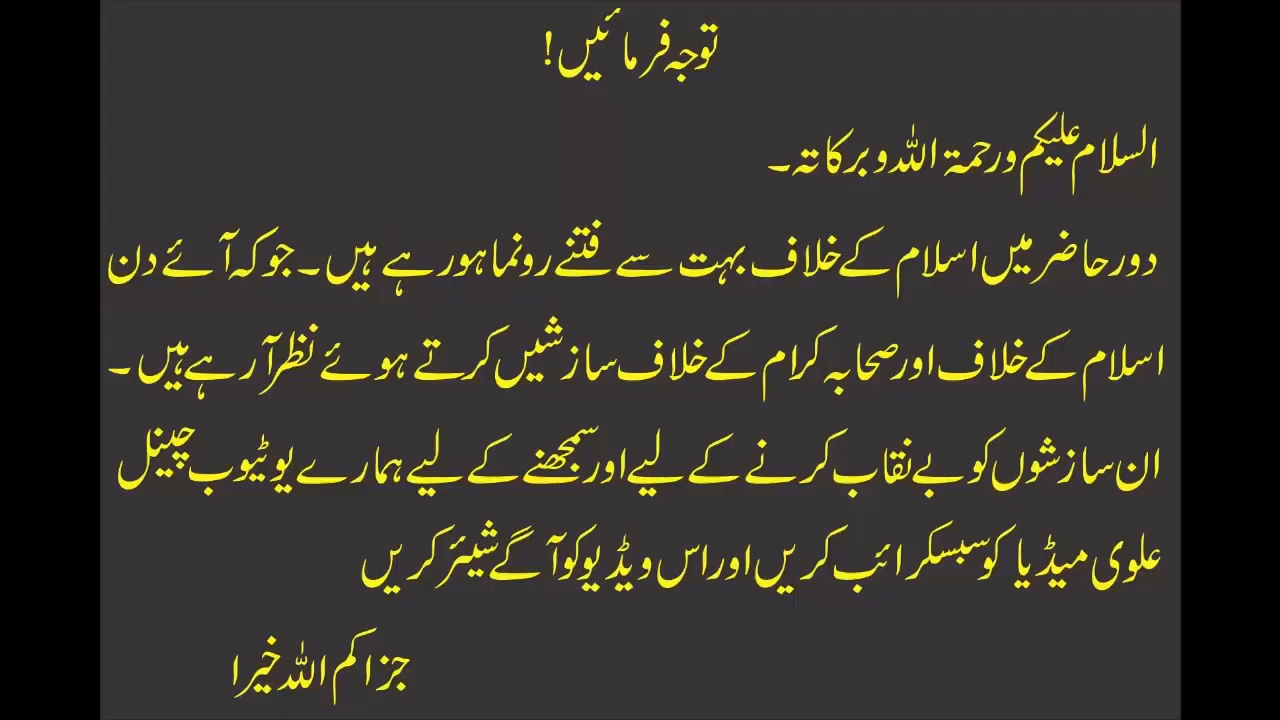 توجہ فرمائیں!
السلام علیکم ورحمۃ اللہ وبرکاتہ۔
دور حاضر میں اسلام کے خلاف بہت سے فتنے رونما ہو رہے ہیں۔ جو کہ آئے دن
اسلام کے خلاف اور صحابہ کرام کے خلاف سازشیں کرتے ہوئے نظر آرہے ہیں۔
ان سازشوں کو بے نقاب کرنے کے لیے اور سمجھنے کے لیے ہمارے یوٹیوب چینل
علوی میڈیا کو سبسکرائب کریں اور اس ویڈیو کو آگے شیئر کریں
جزاکم اللہ خیرا